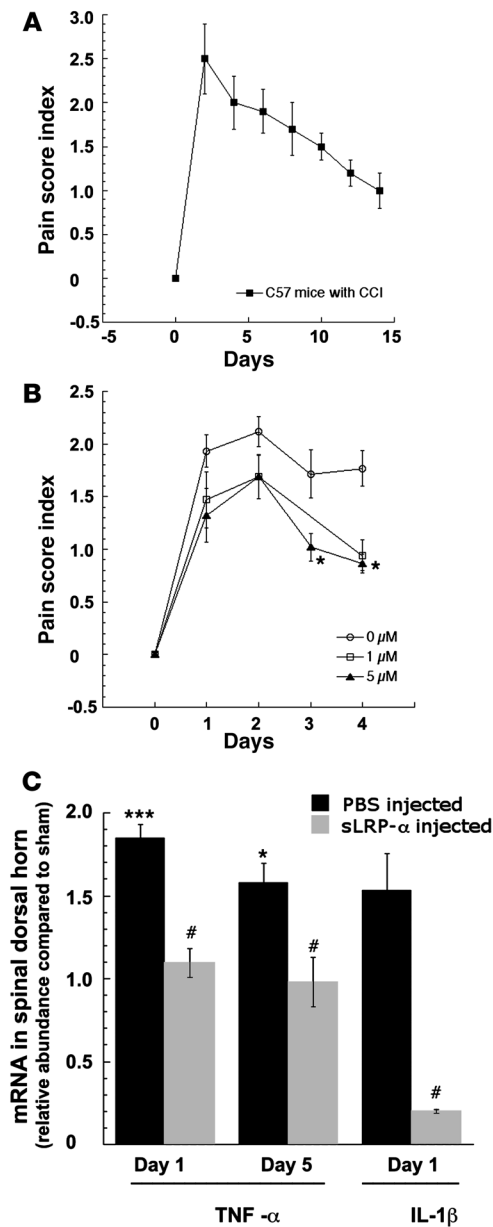 A
Pain score index
3.0
2.5
2.0
1.5
1.0
0.5
0
-0.5
-5 0 5 10 15
Days
C57 mice with CCI
B
Pain score index
2.5
2.0
1.5
1.0
0.5
0
-0.5
* *
0 µM
1 µM
5 µM
0 1 2 3 4
Days
C
mRNA in spinal dorsal horn
(relative abundance compared to sham)
PBS injected
sLRP-α injected
2.0
1.5
1.0
0.5
0
*** # * # #
Day 1 Day 5 Day 1
TNF -α IL-1β